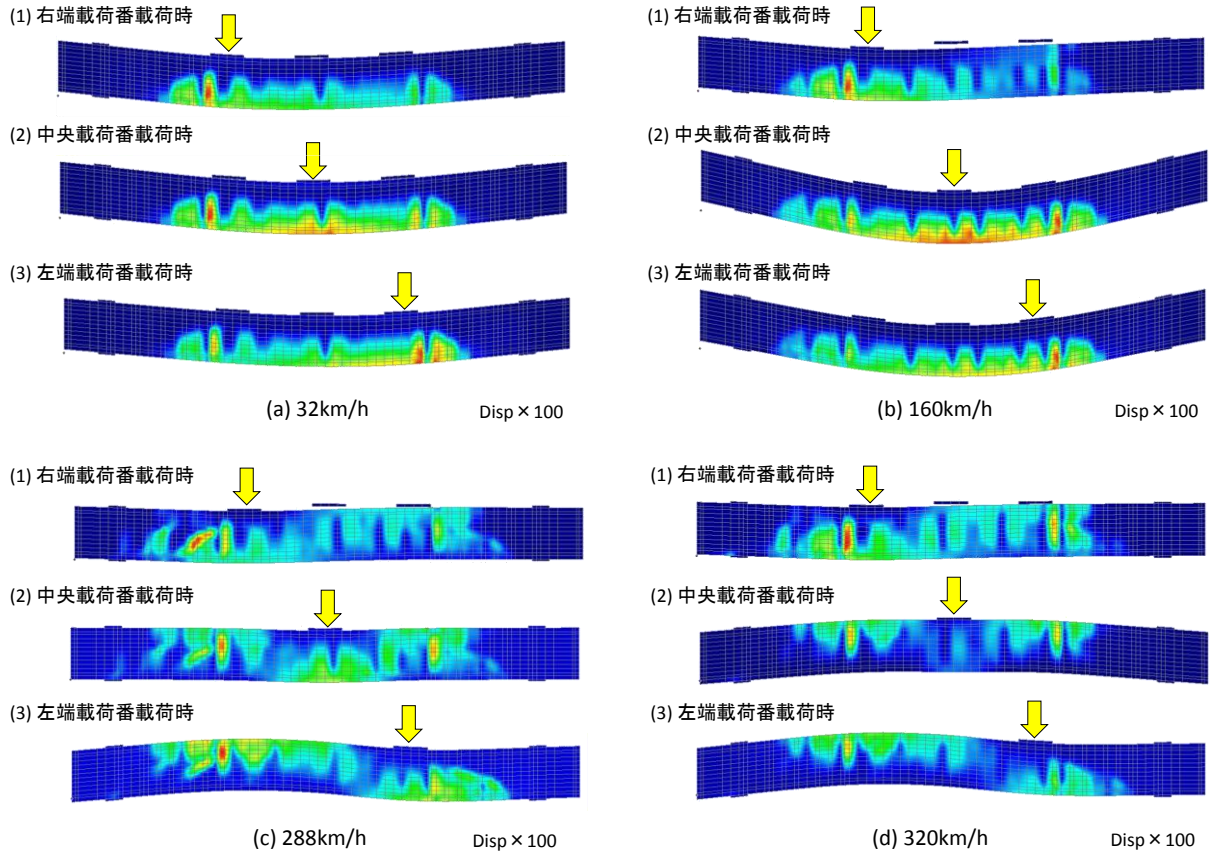 (1) 右端載荷番載荷時
(2) 中央載荷番載荷時
(3) 左端載荷番載荷時
(a) 32km/h Disp×100
(1) 右端載荷番載荷時
(2) 中央載荷番載荷時
(3) 左端載荷番載荷時
(b) 160km/h Disp×100
(1) 右端載荷番載荷時
(2) 中央載荷番載荷時
(3) 左端載荷番載荷時
(c) 288km/h Disp×100
(1) 右端載荷番載荷時
(2) 中央載荷番載荷時
(3) 左端載荷番載荷時
(d) 320km/h Disp×100